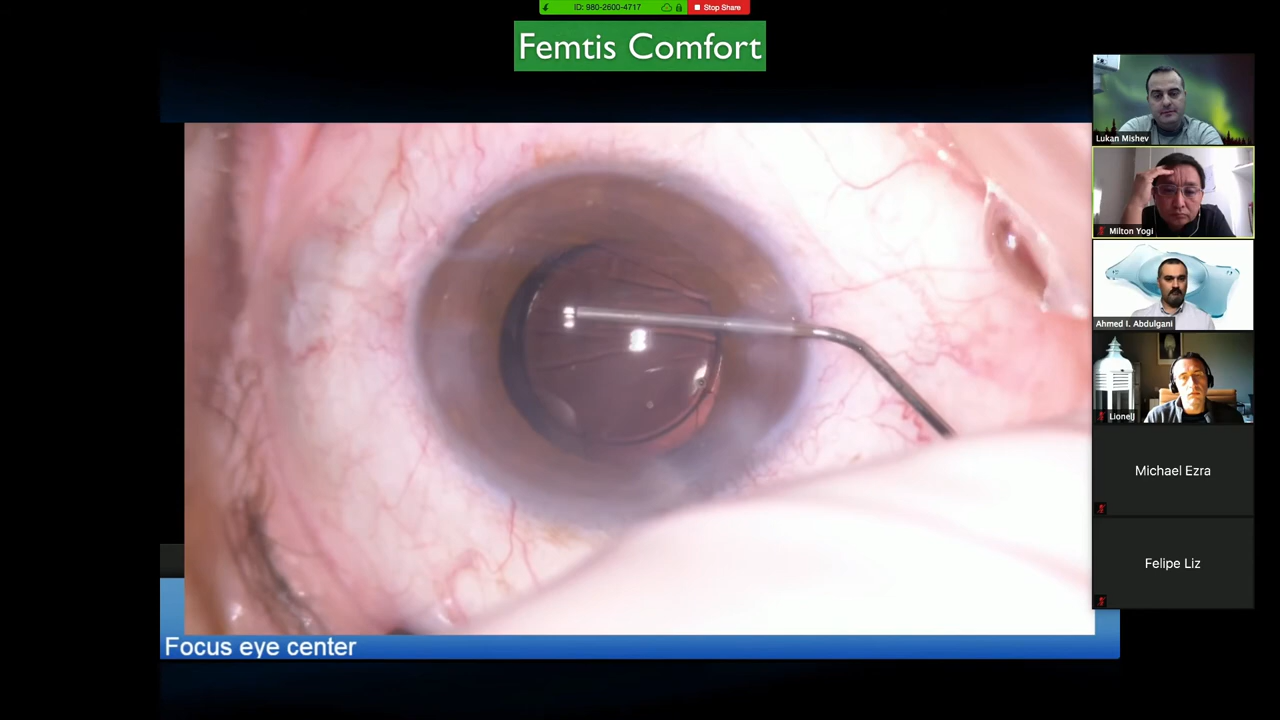 ID: 980-2600-4717
Stop Share
Femtis Comfort
Lukan Mishev
Milton Yogi
Ahmed I. Abdulgani
LionelJ
Michael Ezra
Felipe Liz
Focus eye center